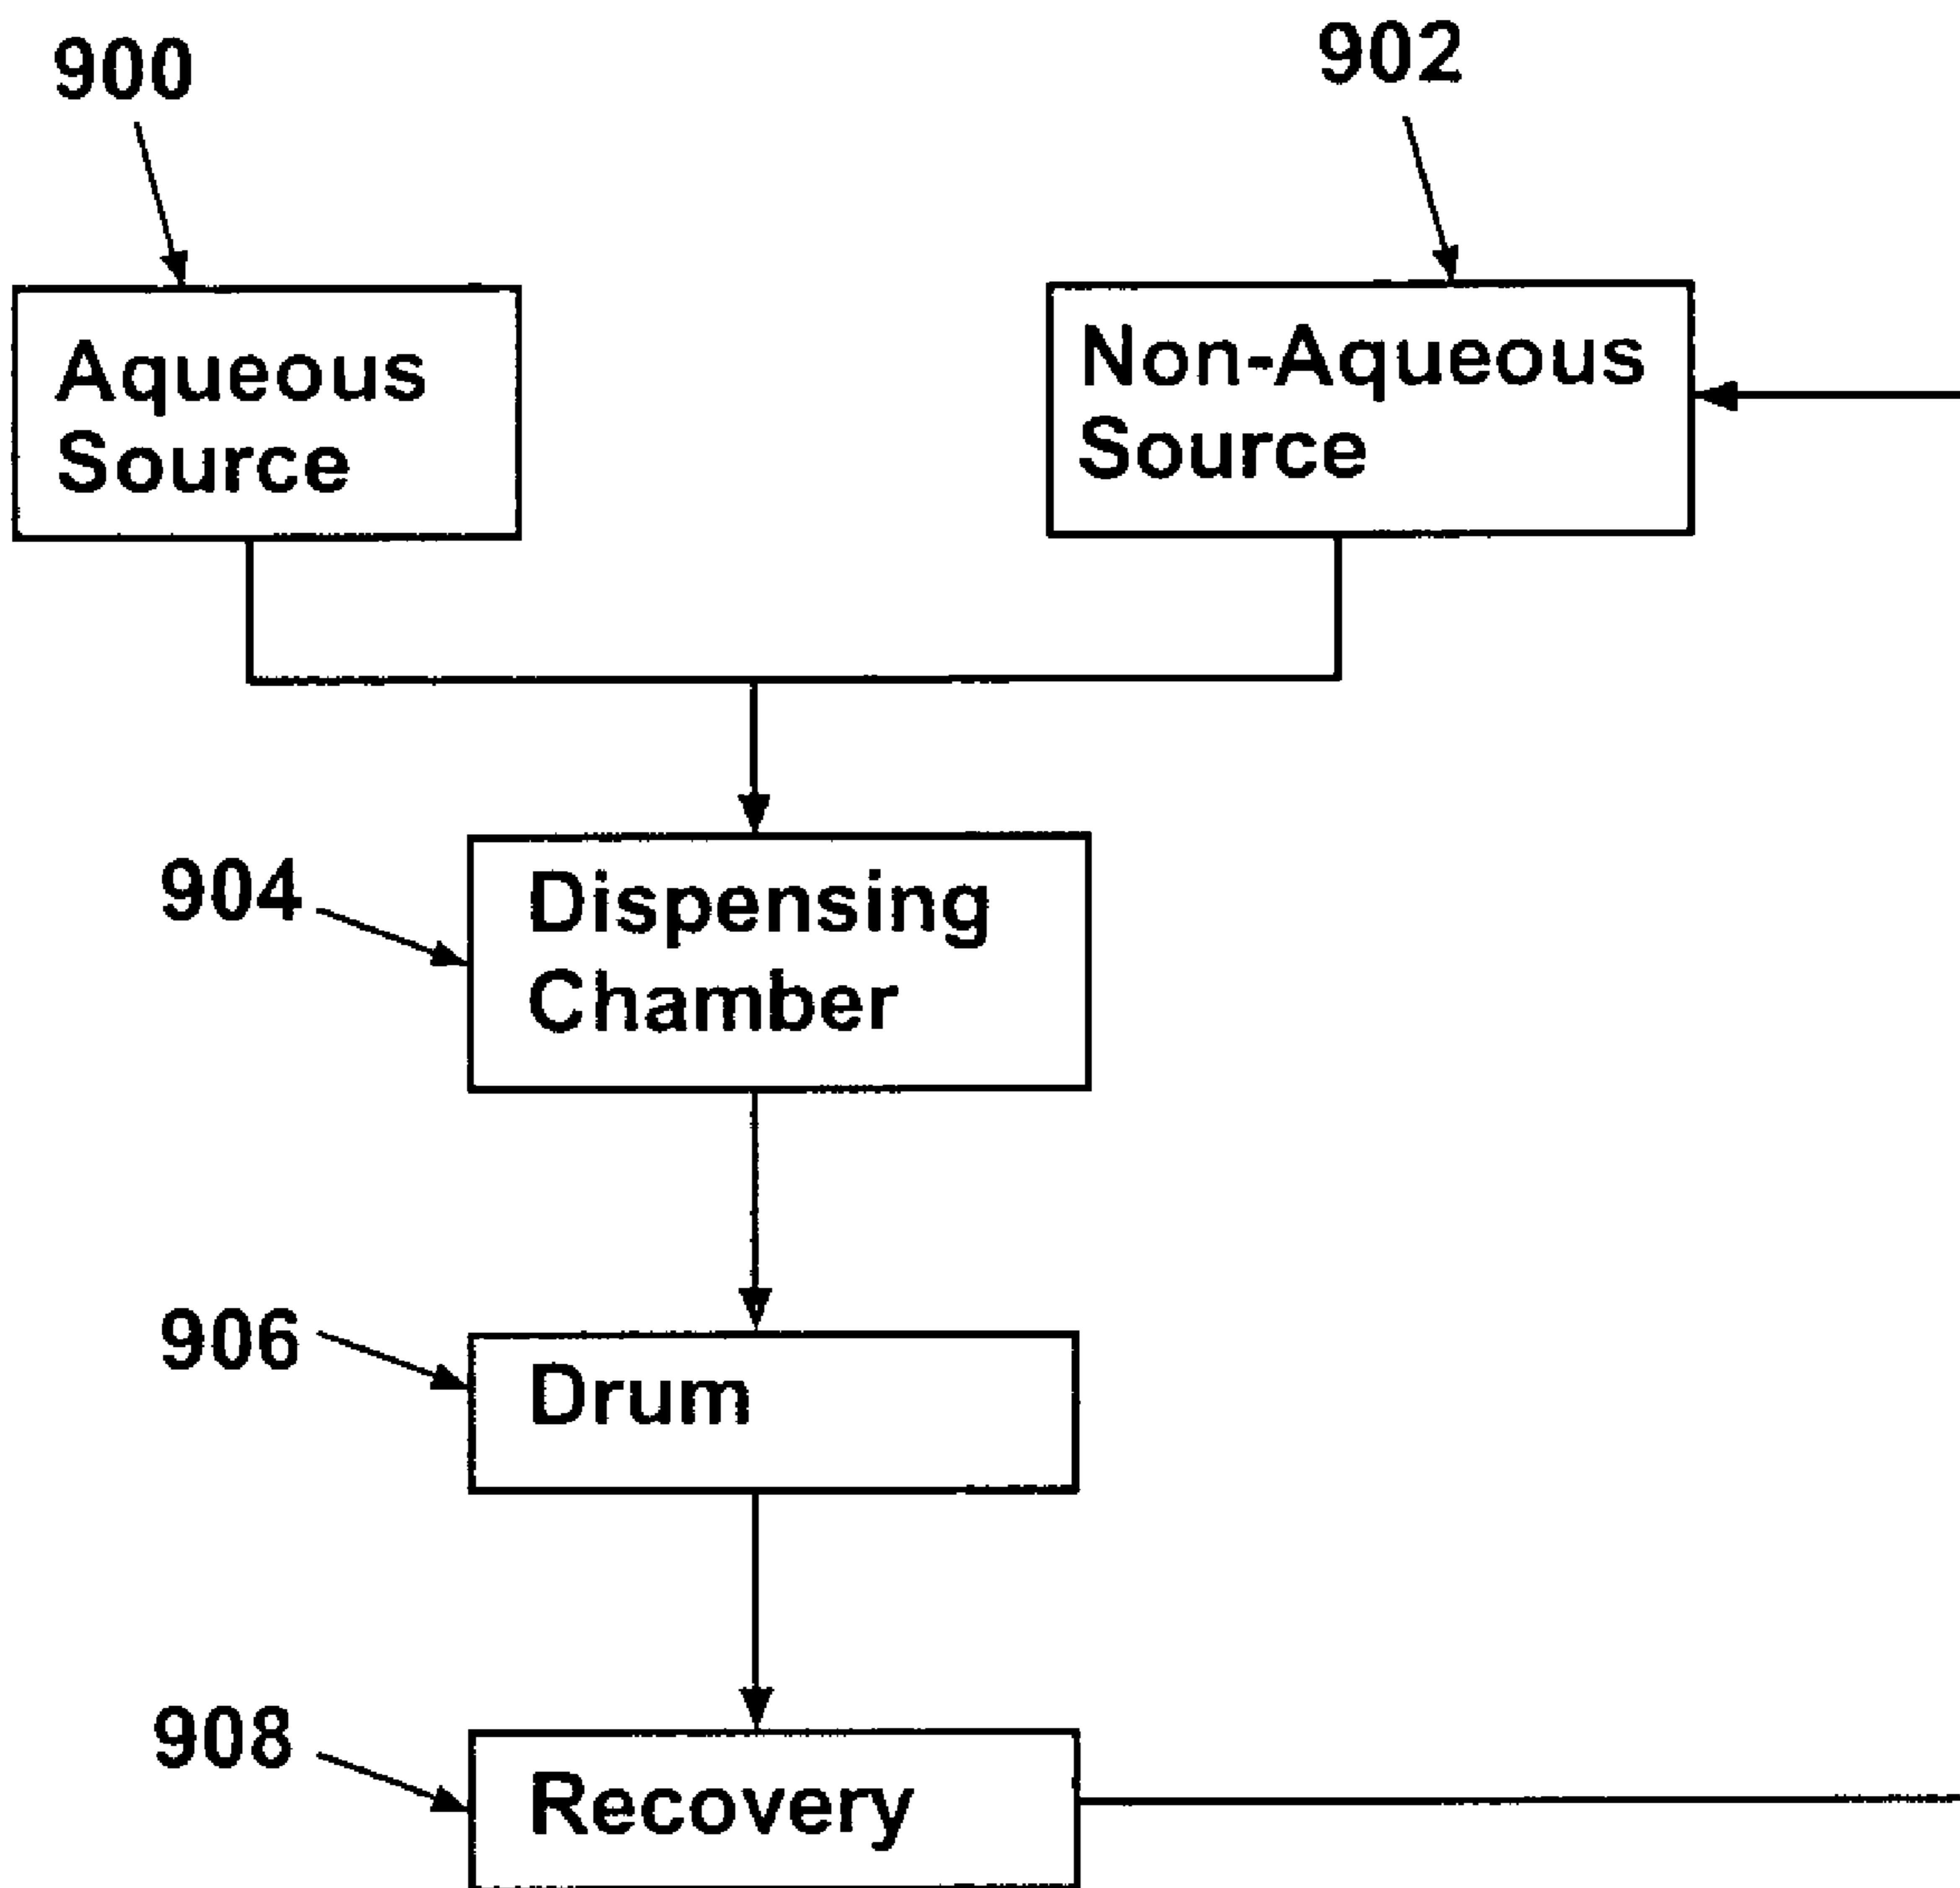 900
902
Aqueous
Source
Non-Aqueous
Source
904
Dispensing
Chamber
906
Drum
908
Recovery